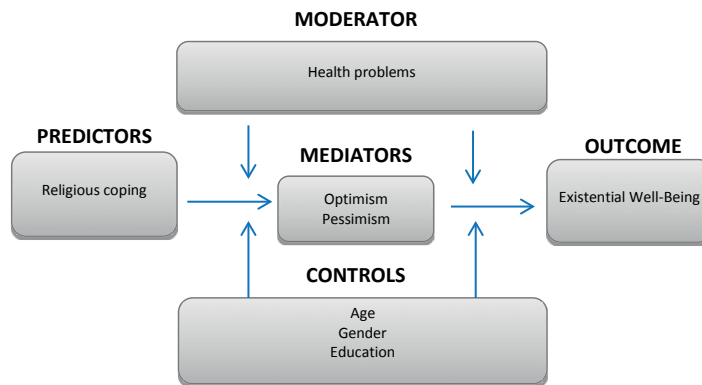 MODERATOR
Health problems
PREDICTORS
Religious coping
MEDIATORS
Optimism
Pessimism
OUTCOME
Existential Well-Being
CONTROLS
Age
Gender
Education